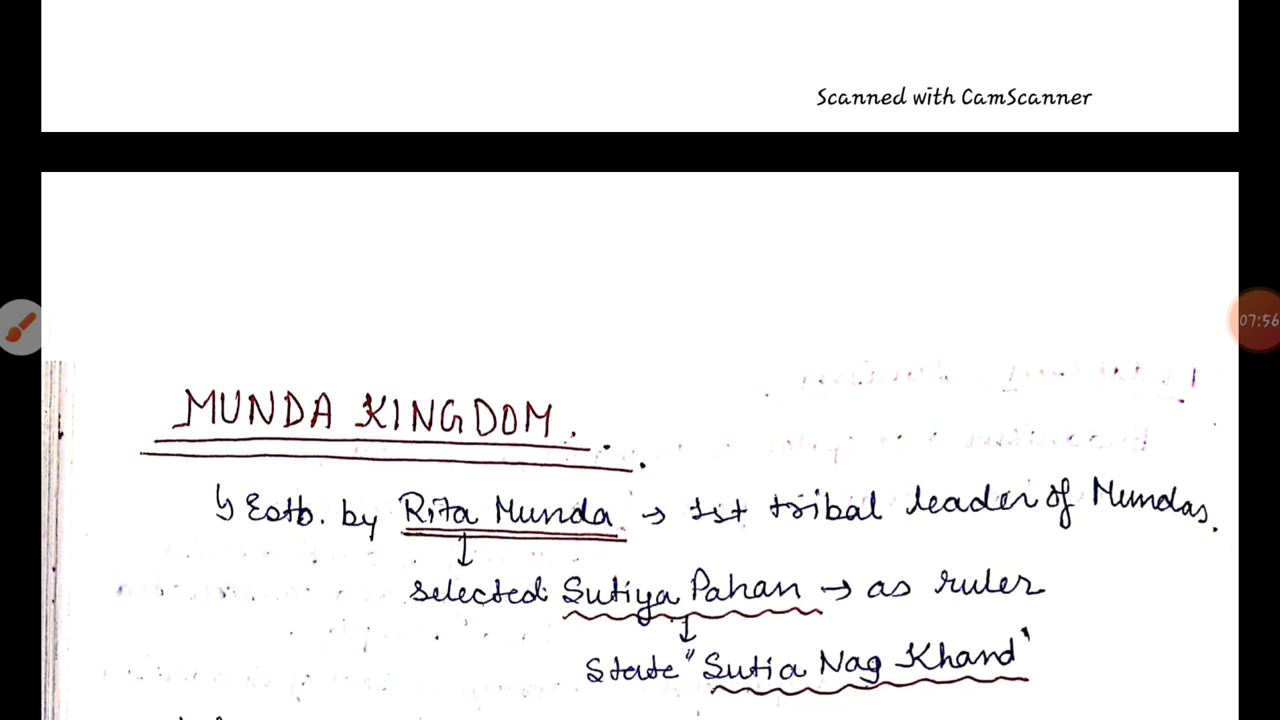 Scanned with CamScanner
07:56
MUNDA KINGDOM.
↳ Estb. by Rita Munda → 1st tribal leader of Mundas.
↓
selected: Sutiya Pahan → as ruler
↓
State "Sutia Nag Khand"